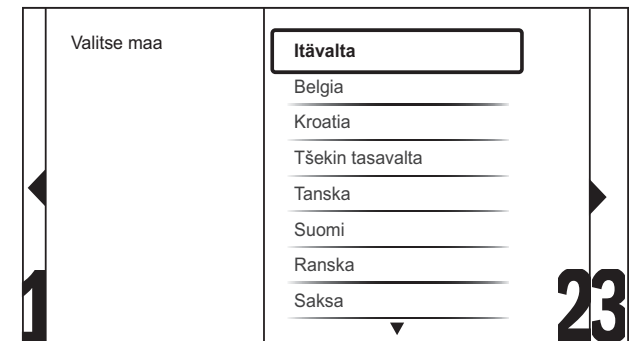 Valitse maa
Itävalta
Belgia
Kroatia
Tšekin tasavalta
Tanska
Suomi
Ranska
Saksa
1
23